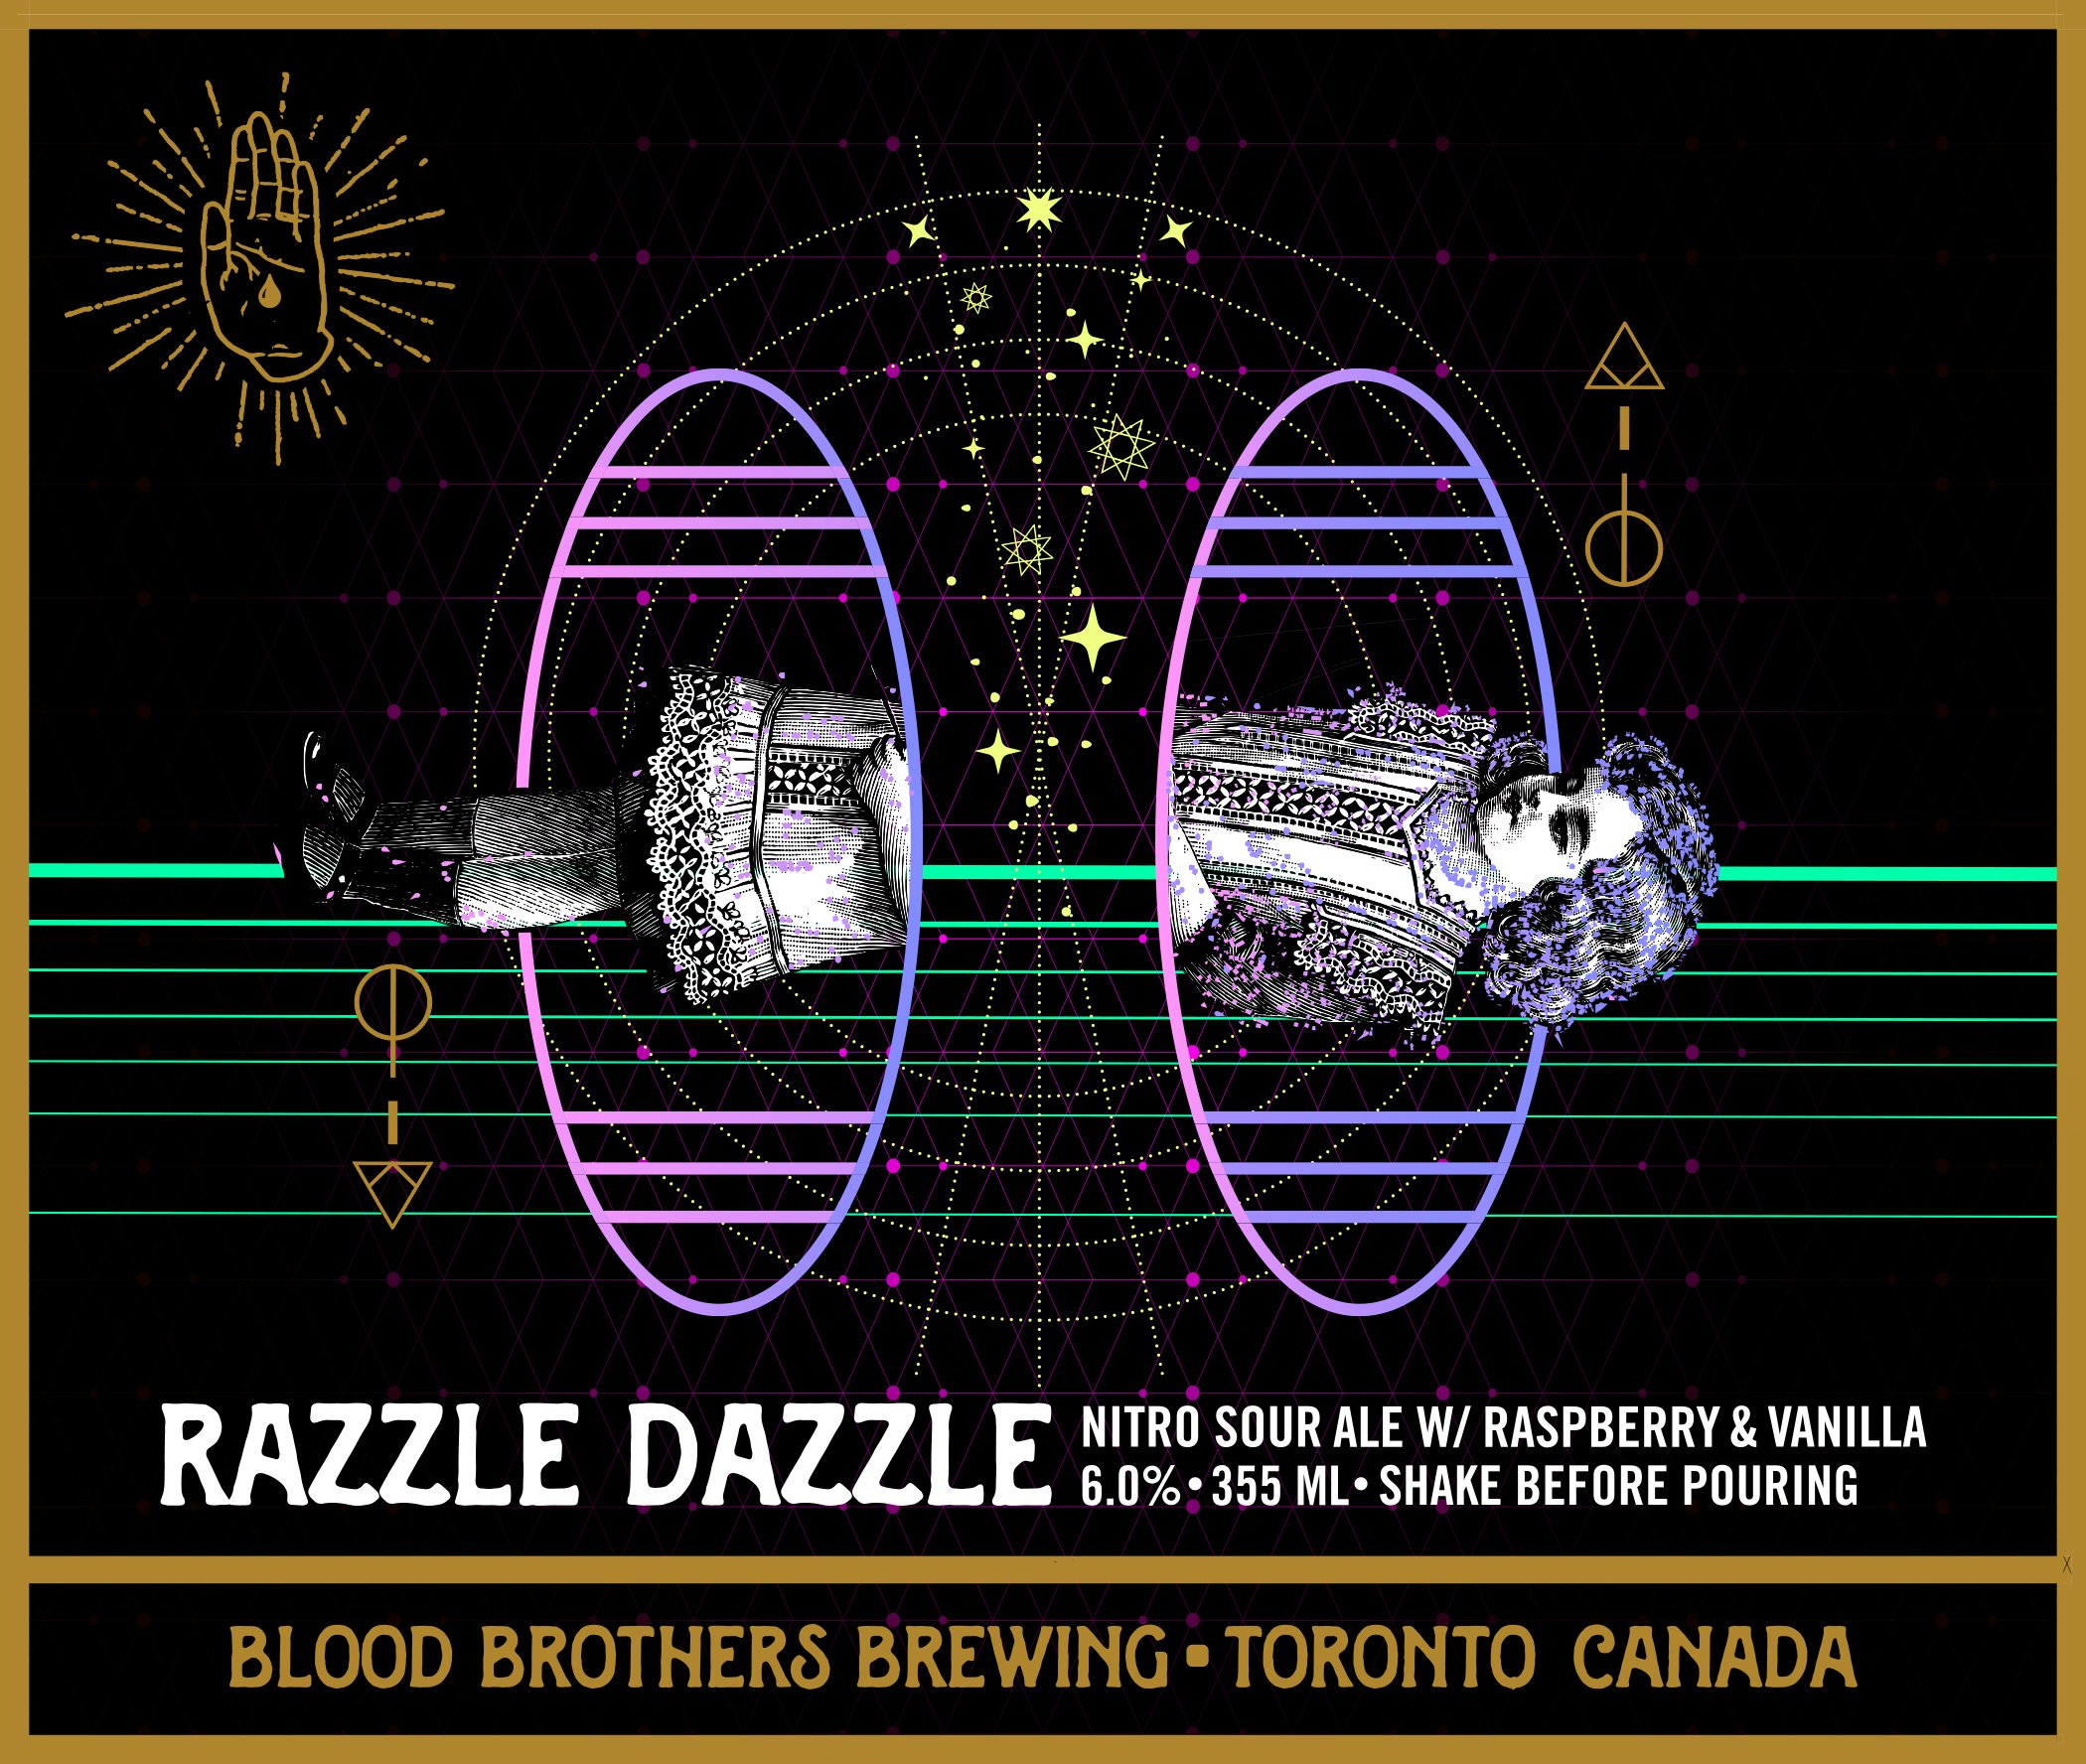 RAZZLE DAZZLE
NITRO SOUR ALE W/ RASPBERRY & VANILLA
6.0% • 355 ML • SHAKE BEFORE POURING
BLOOD BROTHERS BREWING • TORONTO CANADA